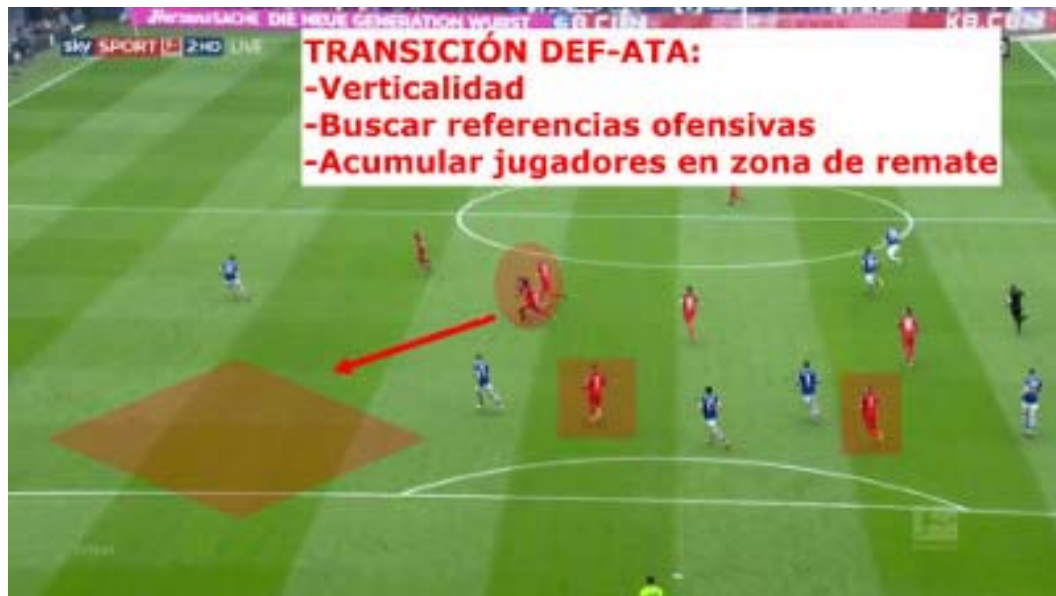 DIE NEUE GENERATION WURST
sky SPORT 2 HD LIVE
TRANSICIÓN DEF-ATA:
-Verticalidad
-Buscar referencias ofensivas
-Acumular jugadores en zona de remate